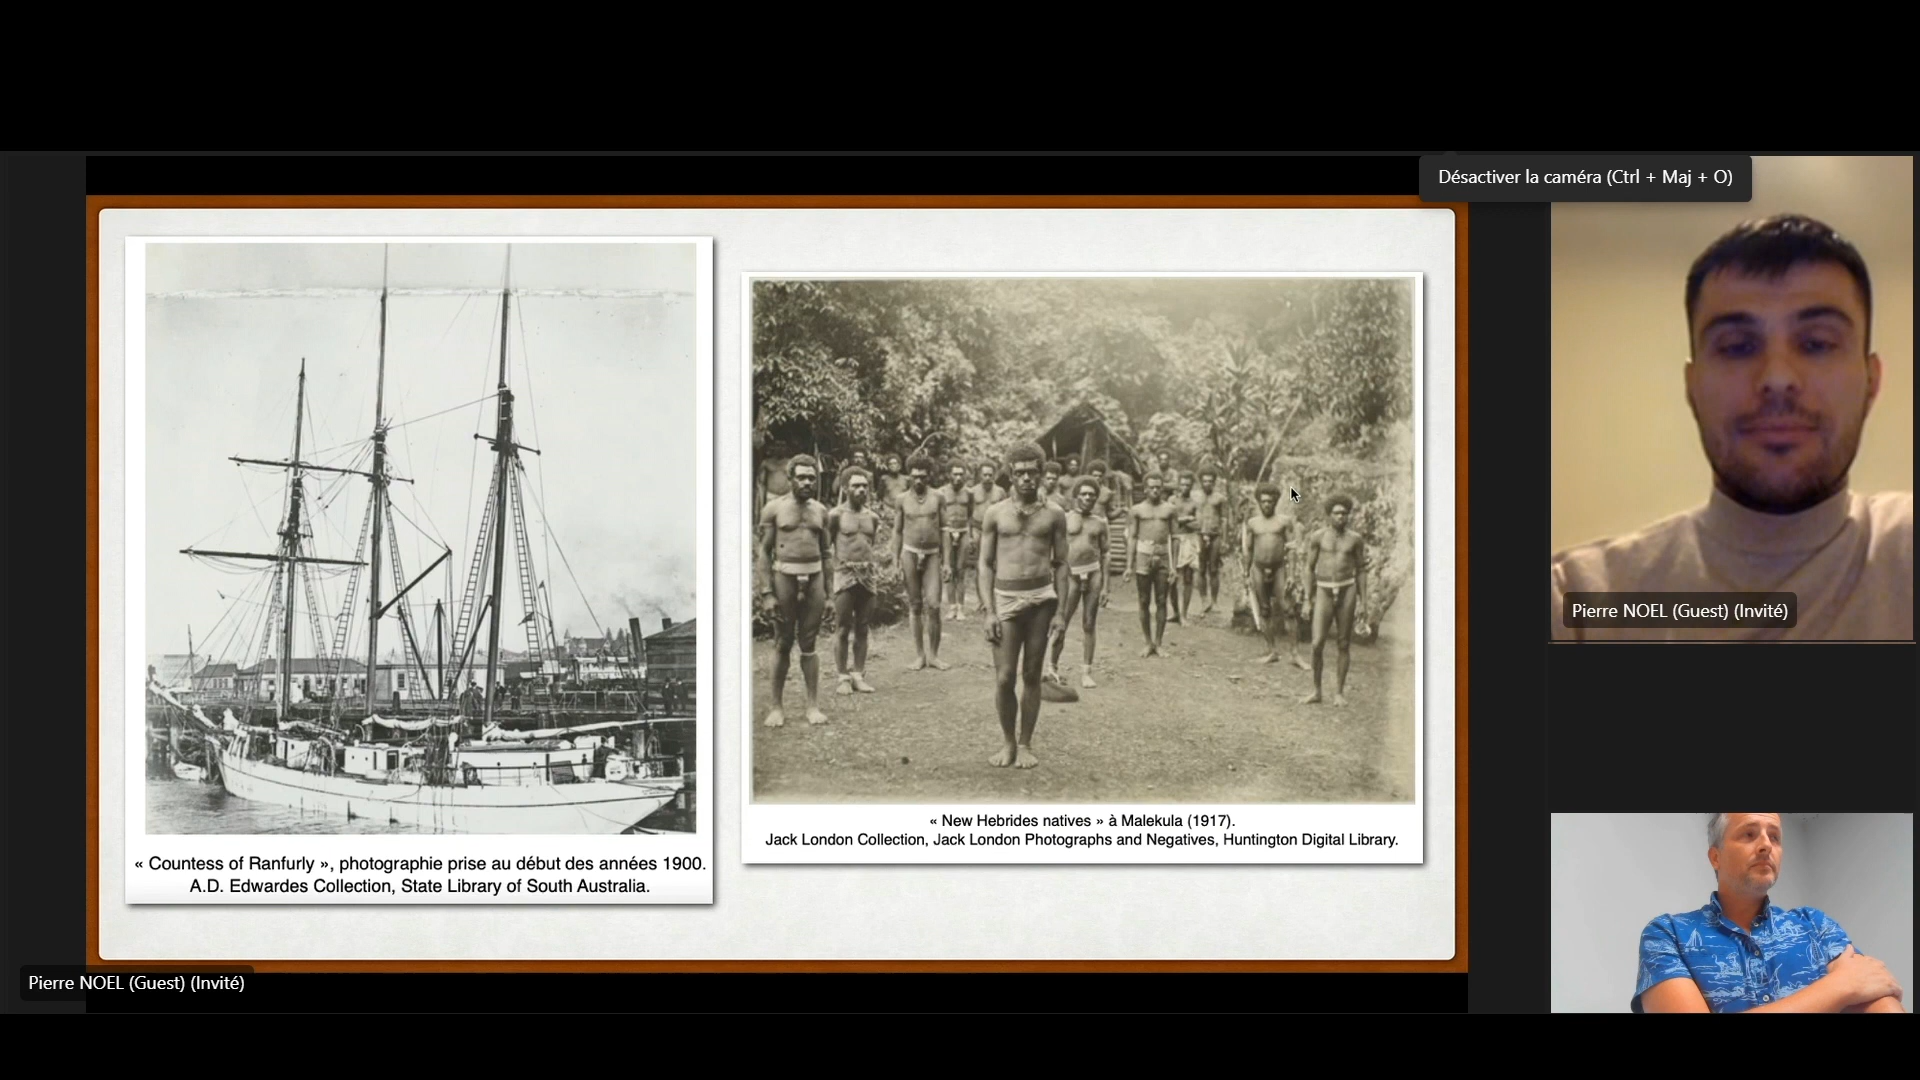 Désactiver la caméra (Ctrl + Maj + O)
« Countess of Ranfurly », photographie prise au début des années 1900.
A.D. Edwardes Collection, State Library of South Australia.
« New Hebrides natives » à Malekula (1917).
Jack London Collection, Jack London Photographs and Negatives, Huntington Digital Library.
Pierre NOEL (Guest) (Invité)
Pierre NOEL (Guest) (Invité)